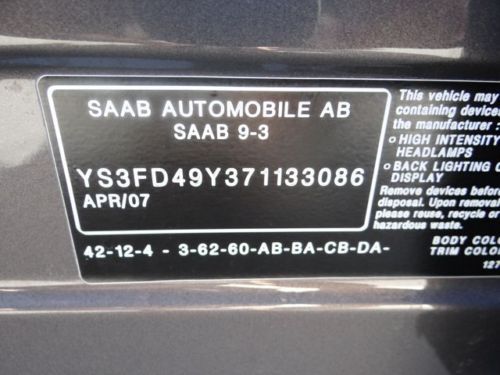 SAAB AUTOMOBILE AB
SAAB 9-3
YS3FD49Y371133086
APR/07
42-12-4 - 3-62-60-AB-BA-CB-DA-
This vehicle may
containing devices
the manufacturer
o HIGH INTENSITY
HEADLAMPS
o BACK LIGHTING
DISPLAY
Remove devices before
disposal. Upon removal
please reuse, recycle or
hazardous waste.
BODY COLO
TRIM COLO
127